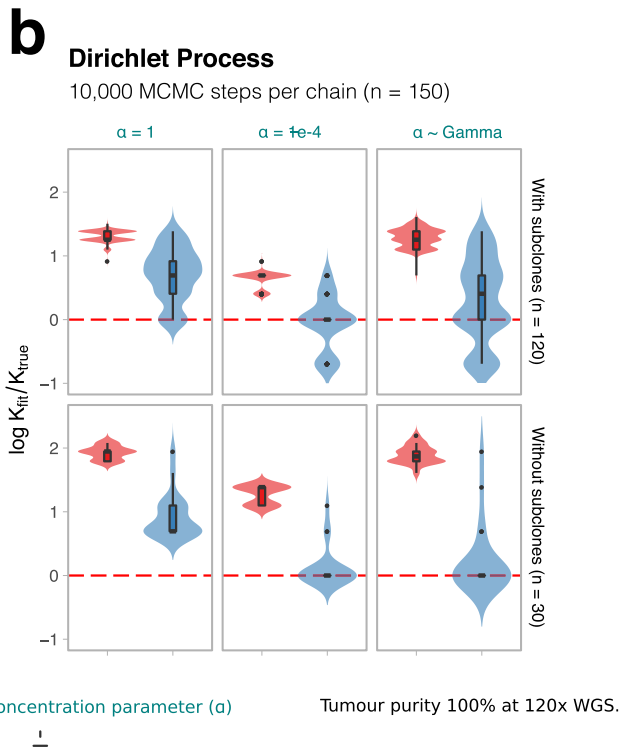 b
Dirichlet Process
10,000 MCMC steps per chain (n = 150)
α = 1
α = 1e-4
α ~ Gamma
2
1
0
−1
With subclones (n = 120)
log Kfit/Ktrue
2
1
0
−1
Without subclones (n = 30)
oncentration parameter (α)
Tumour purity 100% at 120x WGS.